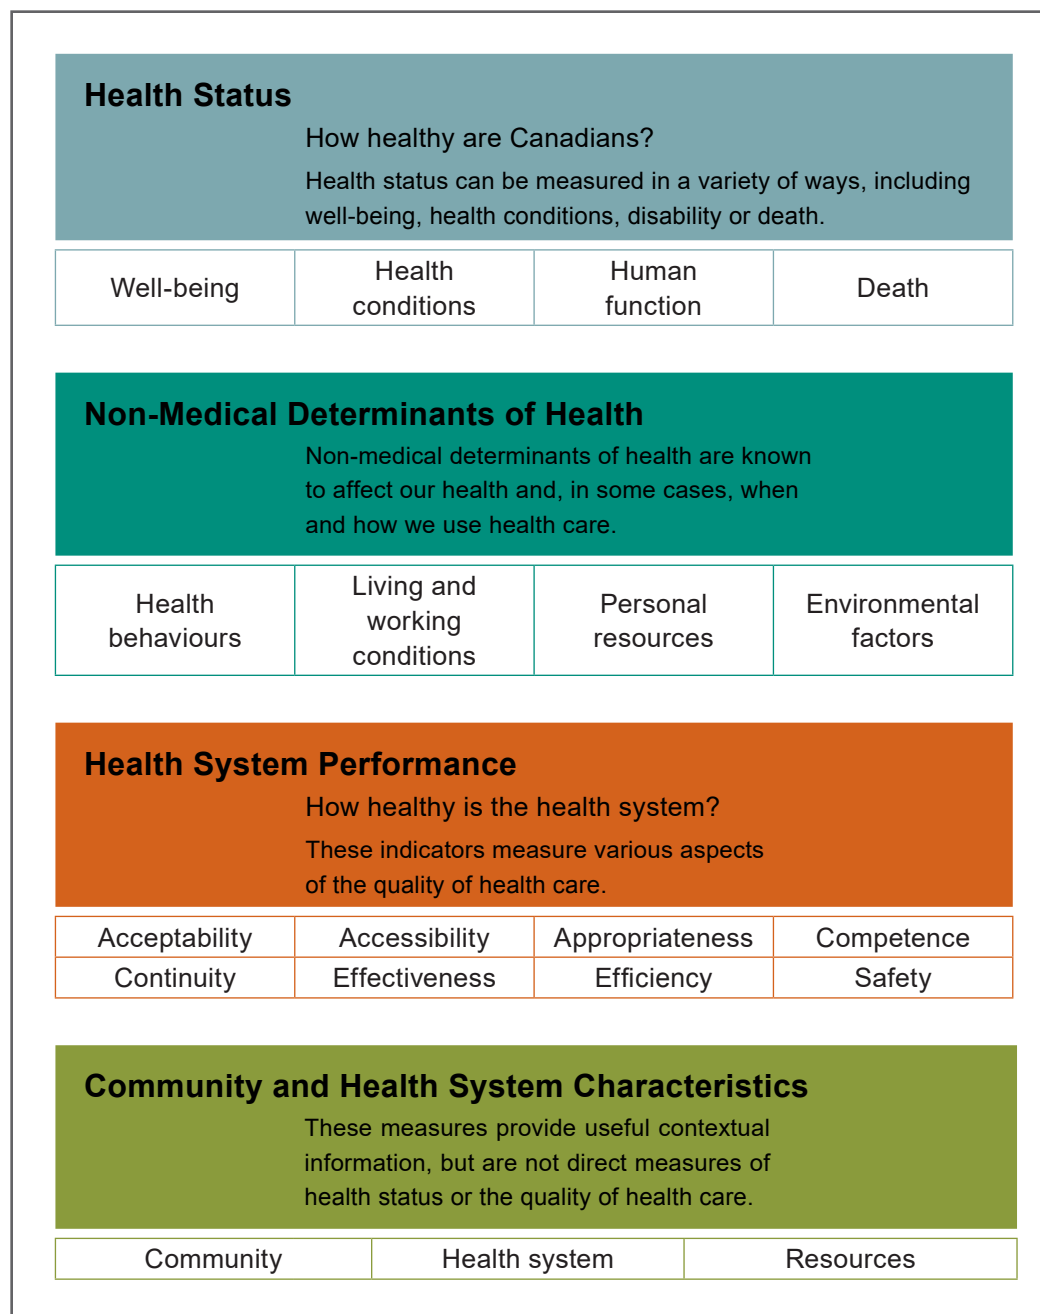 Health Status
How healthy are Canadians?
Health status can be measured in a variety of ways, including
well-being, health conditions, disability or death.
Well-being
Health
conditions
Human
function
Death
Non-Medical Determinants of Health
Non-medical determinants of health are known
to affect our health and, in some cases, when
and how we use health care.
Health
behaviours
Living and
working
conditions
Personal
resources
Environmental
factors
Health System Performance
How healthy is the health system?
These indicators measure various aspects
of the quality of health care.
Acceptability
Accessibility
Appropriateness
Competence
Continuity
Effectiveness
Efficiency
Safety
Community and Health System Characteristics
These measures provide useful contextual
information, but are not direct measures of
health status or the quality of health care.
Community
Health system
Resources